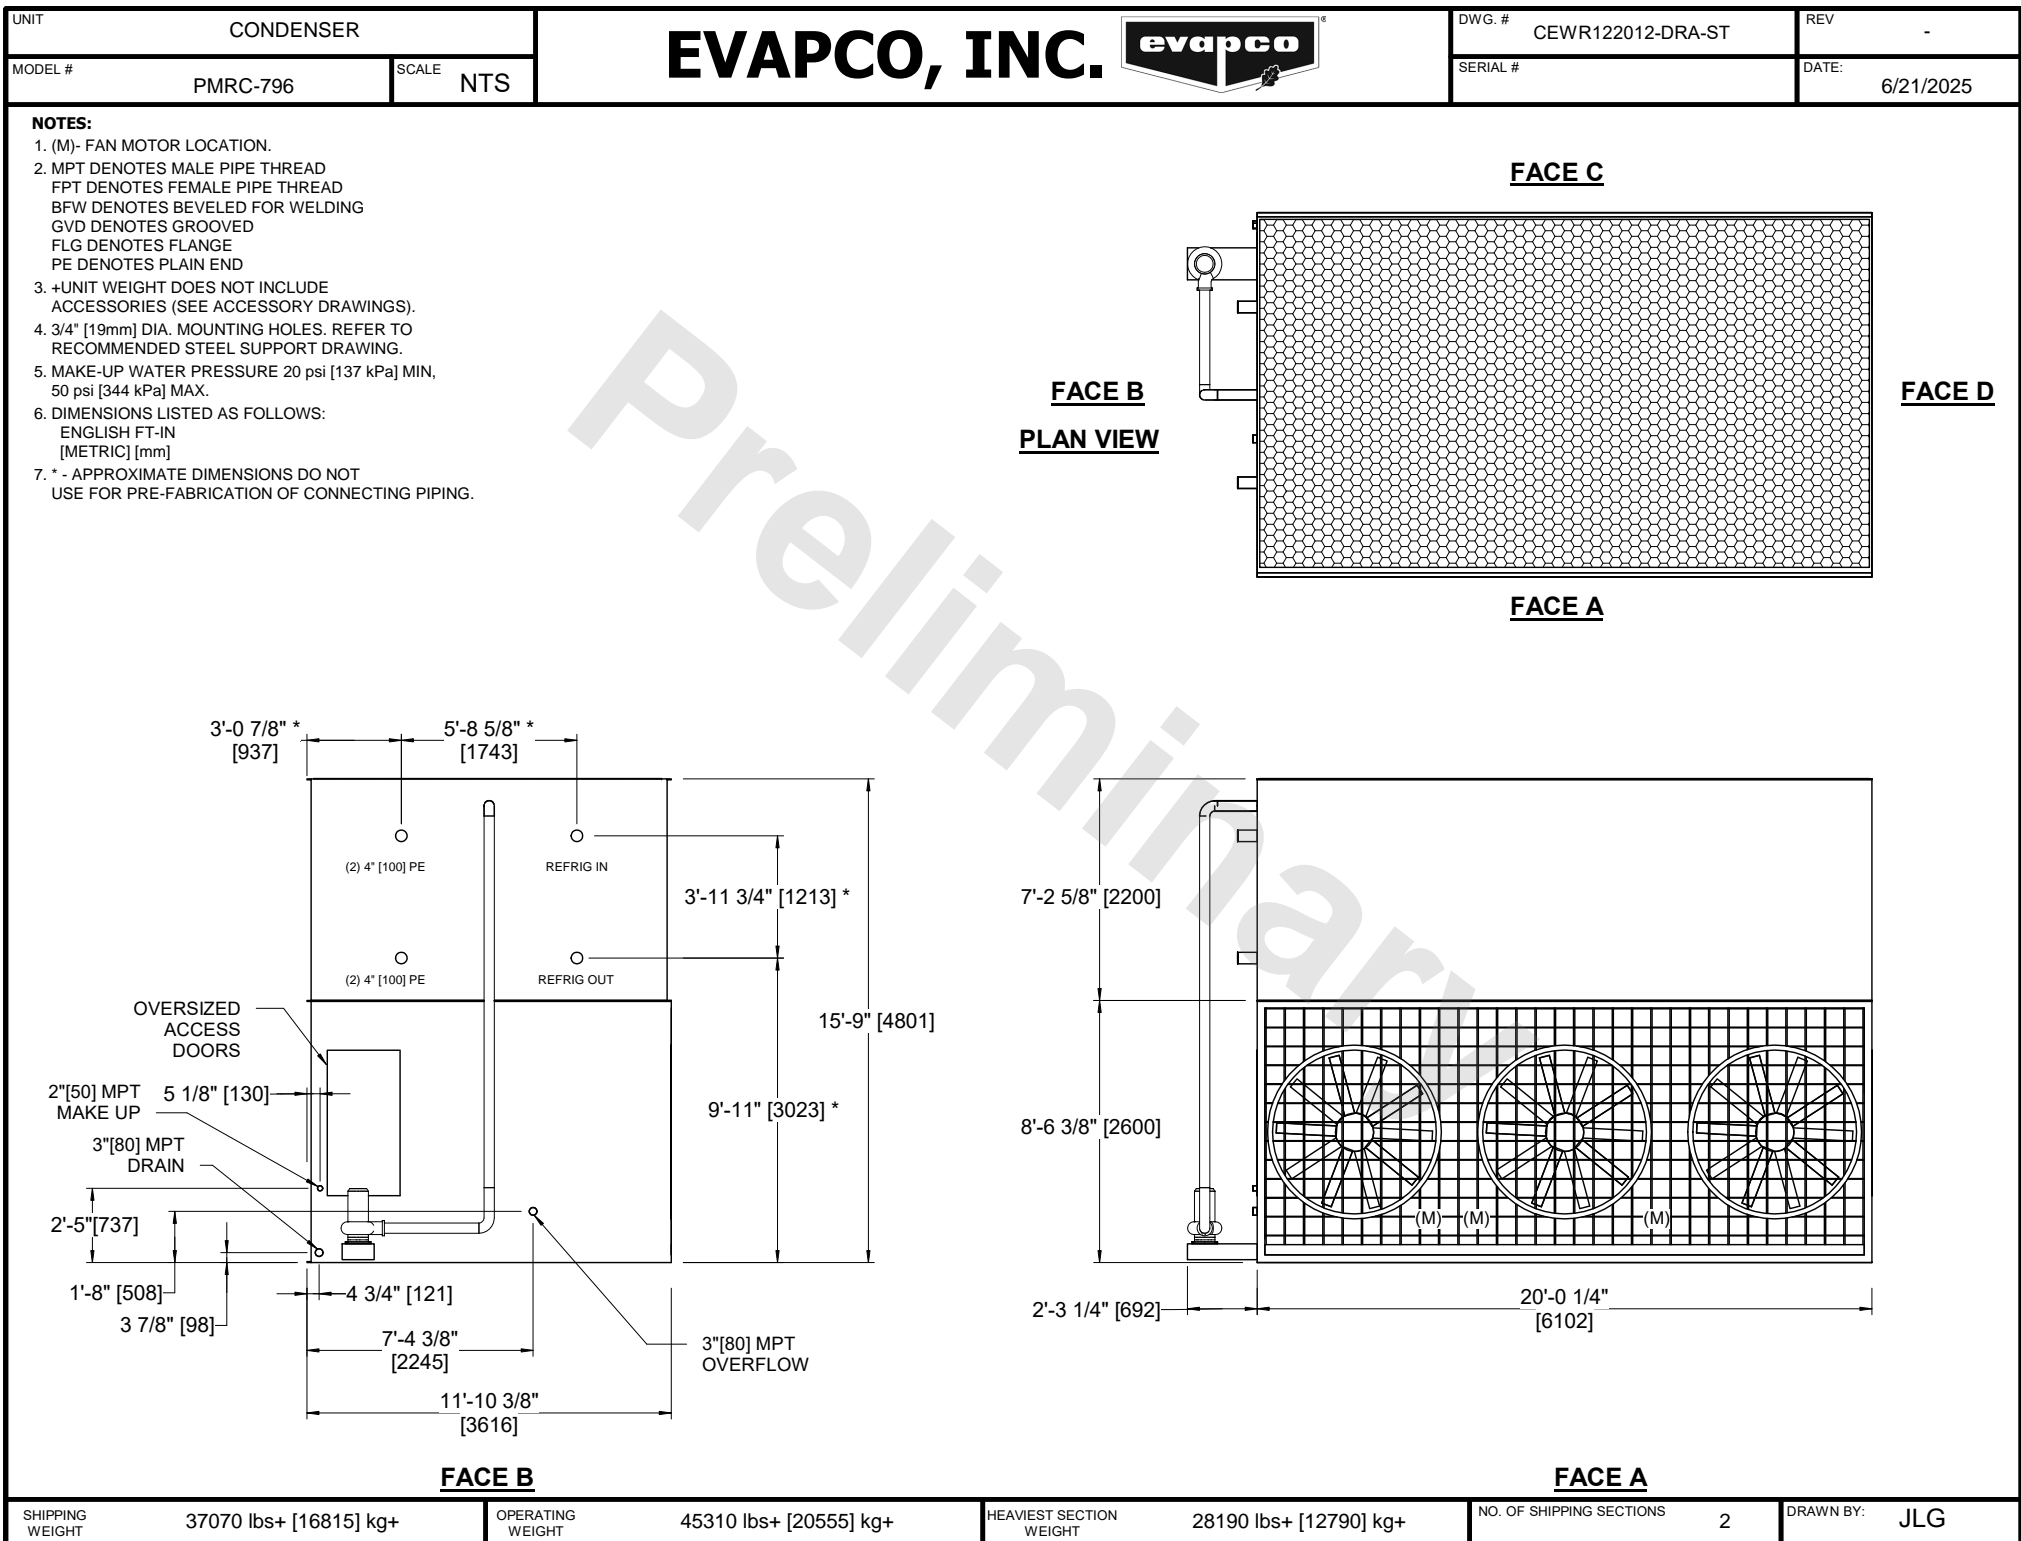 UNIT
CONDENSER
MODEL #
PMRC-796
SCALE
NTS
EVAPCO, INC.
evapco
®
DWG. #
CEWR122012-DRA-ST
REV
-
SERIAL #
DATE:
6/21/2025
NOTES:
1. (M)- FAN MOTOR LOCATION.
2. MPT DENOTES MALE PIPE THREAD
FPT DENOTES FEMALE PIPE THREAD
BFW DENOTES BEVELED FOR WELDING
GVD DENOTES GROOVED
FLG DENOTES FLANGE
PE DENOTES PLAIN END
3. +UNIT WEIGHT DOES NOT INCLUDE
ACCESSORIES (SEE ACCESSORY DRAWINGS).
4. 3/4" [19mm] DIA. MOUNTING HOLES. REFER TO
RECOMMENDED STEEL SUPPORT DRAWING.
5. MAKE-UP WATER PRESSURE 20 psi [137 kPa] MIN,
50 psi [344 kPa] MAX.
6. DIMENSIONS LISTED AS FOLLOWS:
ENGLISH FT-IN
[METRIC] [mm]
7. * - APPROXIMATE DIMENSIONS DO NOT
USE FOR PRE-FABRICATION OF CONNECTING PIPING.
Preliminary
FACE C
FACE B
PLAN VIEW
FACE D
FACE A
3'-0 7/8" *
[937]
5'-8 5/8" *
[1743]
(2) 4" [100] PE
REFRIG IN
3'-11 3/4" [1213] *
(2) 4" [100] PE
REFRIG OUT
OVERSIZED
ACCESS
DOORS
15'-9" [4801]
2"[50] MPT
MAKE UP
5 1/8" [130]
9'-11" [3023] *
3"[80] MPT
DRAIN
2'-5"[737]
1'-8" [508]
4 3/4" [121]
3 7/8" [98]
7'-4 3/8"
[2245]
3"[80] MPT
OVERFLOW
11'-10 3/8"
[3616]
FACE B
7'-2 5/8" [2200]
8'-6 3/8" [2600]
(M)
(M)
(M)
2'-3 1/4" [692]
20'-0 1/4"
[6102]
FACE A
SHIPPING
WEIGHT
37070 lbs+ [16815] kg+
OPERATING
WEIGHT
45310 lbs+ [20555] kg+
HEAVIEST SECTION
WEIGHT
28190 lbs+ [12790] kg+
NO. OF SHIPPING SECTIONS
2
DRAWN BY:
JLG